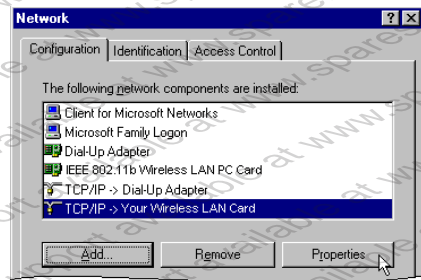 Network
Configuration Identification Access Control
The following network components are installed:
Client for Microsoft Networks
Microsoft Family Logon
Dial-Up Adapter
IEEE 802.11b Wireless LAN PC Card
TCP/IP -> Dial-Up Adapter
TCP/IP -> Your Wireless LAN Card
Add... Remove Properties